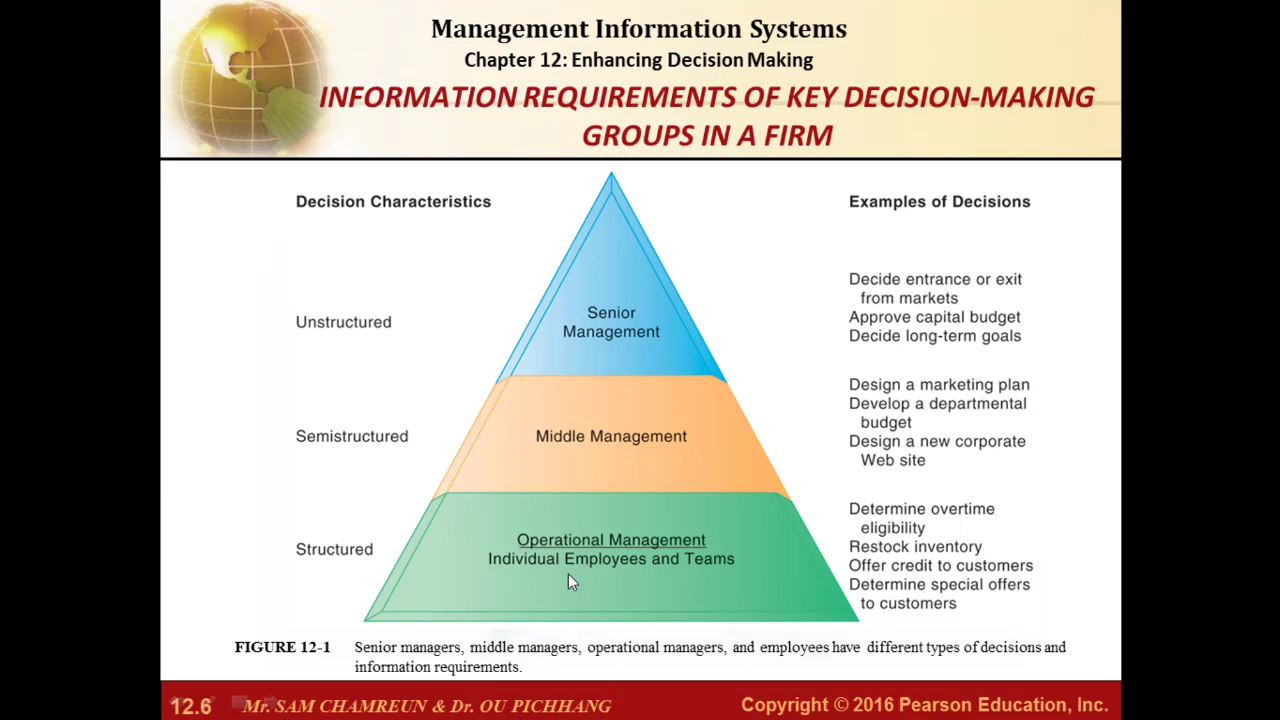 Management Information Systems
Chapter 12: Enhancing Decision Making
INFORMATION REQUIREMENTS OF KEY DECISION-MAKING
GROUPS IN A FIRM
Decision Characteristics
Examples of Decisions
Unstructured
Senior
Management
Decide entrance or exit
from markets
Approve capital budget
Decide long-term goals
Semistructured
Middle Management
Design a marketing plan
Develop a departmental
budget
Design a new corporate
Web site
Structured
Operational Management
Individual Employees and Teams
Determine overtime
eligibility
Restock inventory
Offer credit to customers
Determine special offers
to customers
FIGURE 12-1 Senior managers, middle managers, operational managers, and employees have different types of decisions and
information requirements.
12.6 Mr. SAM CHAMREUN & Dr. OU PICHHANG Copyright © 2016 Pearson Education, Inc.